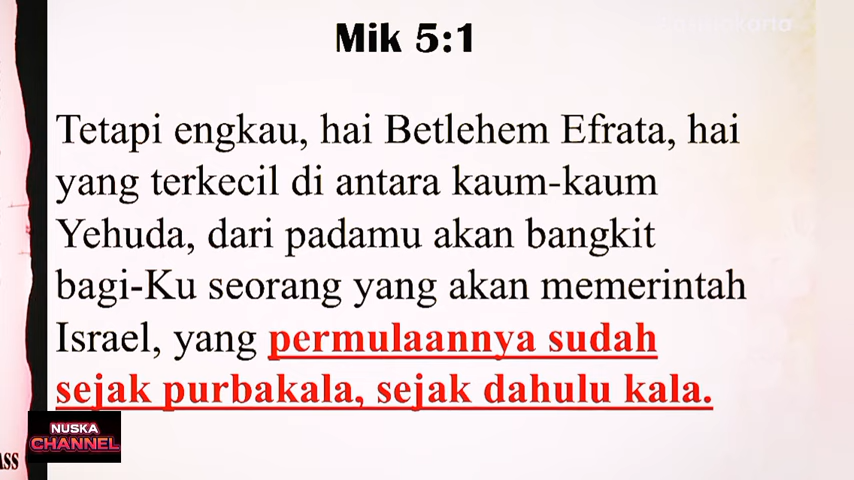 Mik 5:1
Tetapi engkau, hai Betlehem Efrata, hai
yang terkecil di antara kaum-kaum
Yehuda, dari padamu akan bangkit
bagi-Ku seorang yang akan memerintah
Israel, yang permulaannya sudah
sejak purbakala, sejak dahulu kala.
NUSKA
CHANNEL
ASS